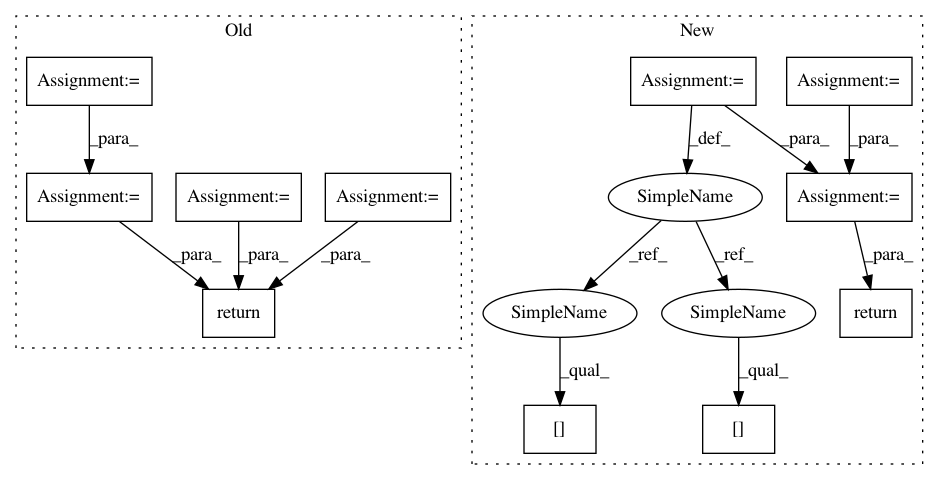 Old
New
Assignment:=
Assignment:=
Assignment:=
_para_
_def_
_para_
_para_
Assignment:=
Assignment:=
Assignment:=
SimpleName
Assignment:=
_para_
_para_
_para_
_ref_
_ref_
_para_
return
SimpleName
SimpleName
return
_qual_
_qual_
[]
[]